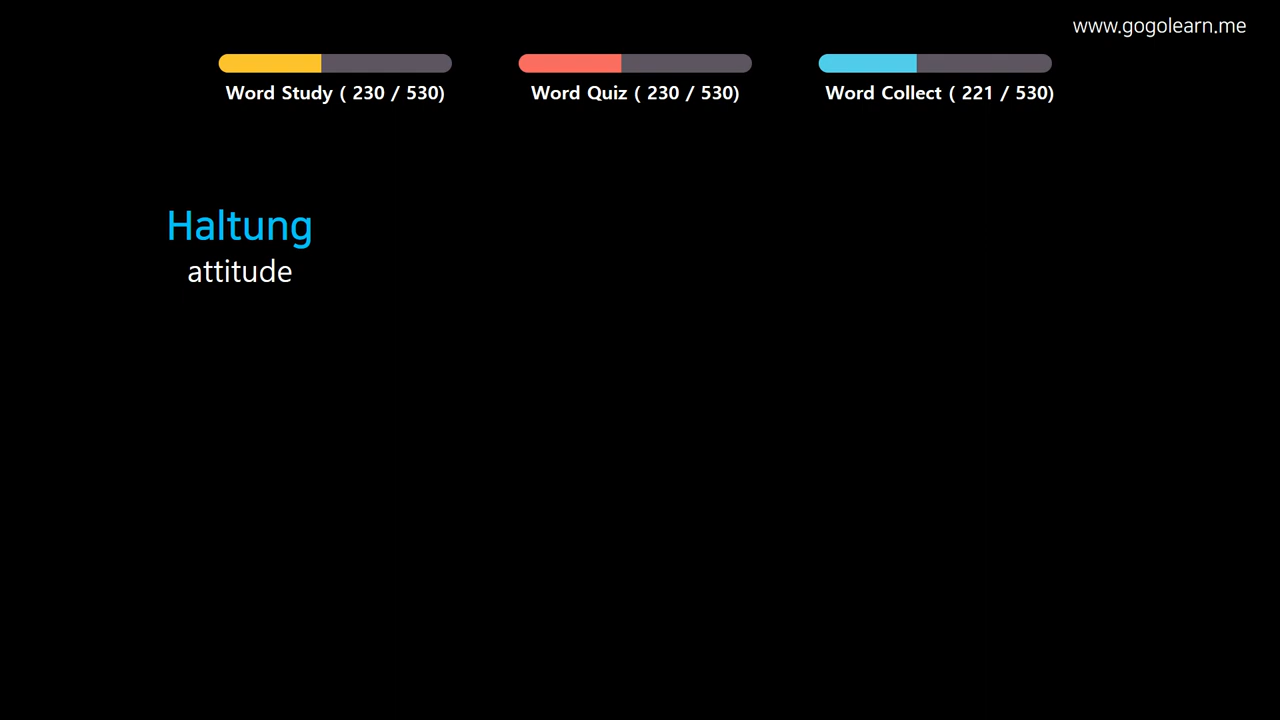 www.gogolearn.me
Word Study ( 230 / 530)
Word Quiz ( 230 / 530)
Word Collect ( 221 / 530)
Haltung
attitude